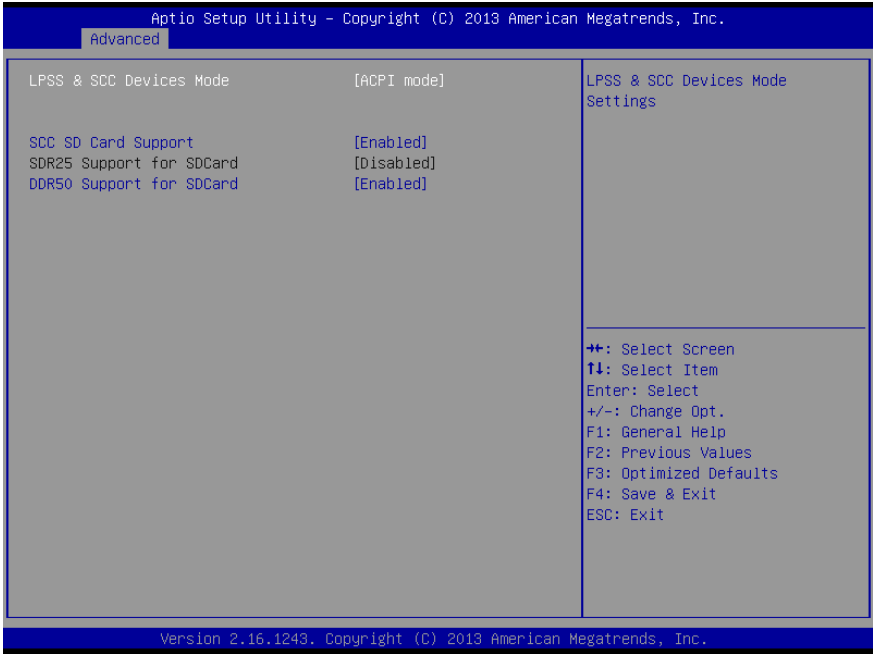 Aptio Setup Utility – Copyright (C) 2013 American Megatrends, Inc.
Advanced
LPSS & SCC Devices Mode [ACPI mode]
SCC SD Card Support [Enabled]
SDR25 Support for SDCard [Disabled]
DDR50 Support for SDCard [Enabled]
LPSS & SCC Devices Mode
Settings
→←: Select Screen
↑↓: Select Item
Enter: Select
+/-: Change Opt.
F1: General Help
F2: Previous Values
F3: Optimized Defaults
F4: Save & Exit
ESC: Exit
Version 2.16.1243. Copyright (C) 2013 American Megatrends, Inc.